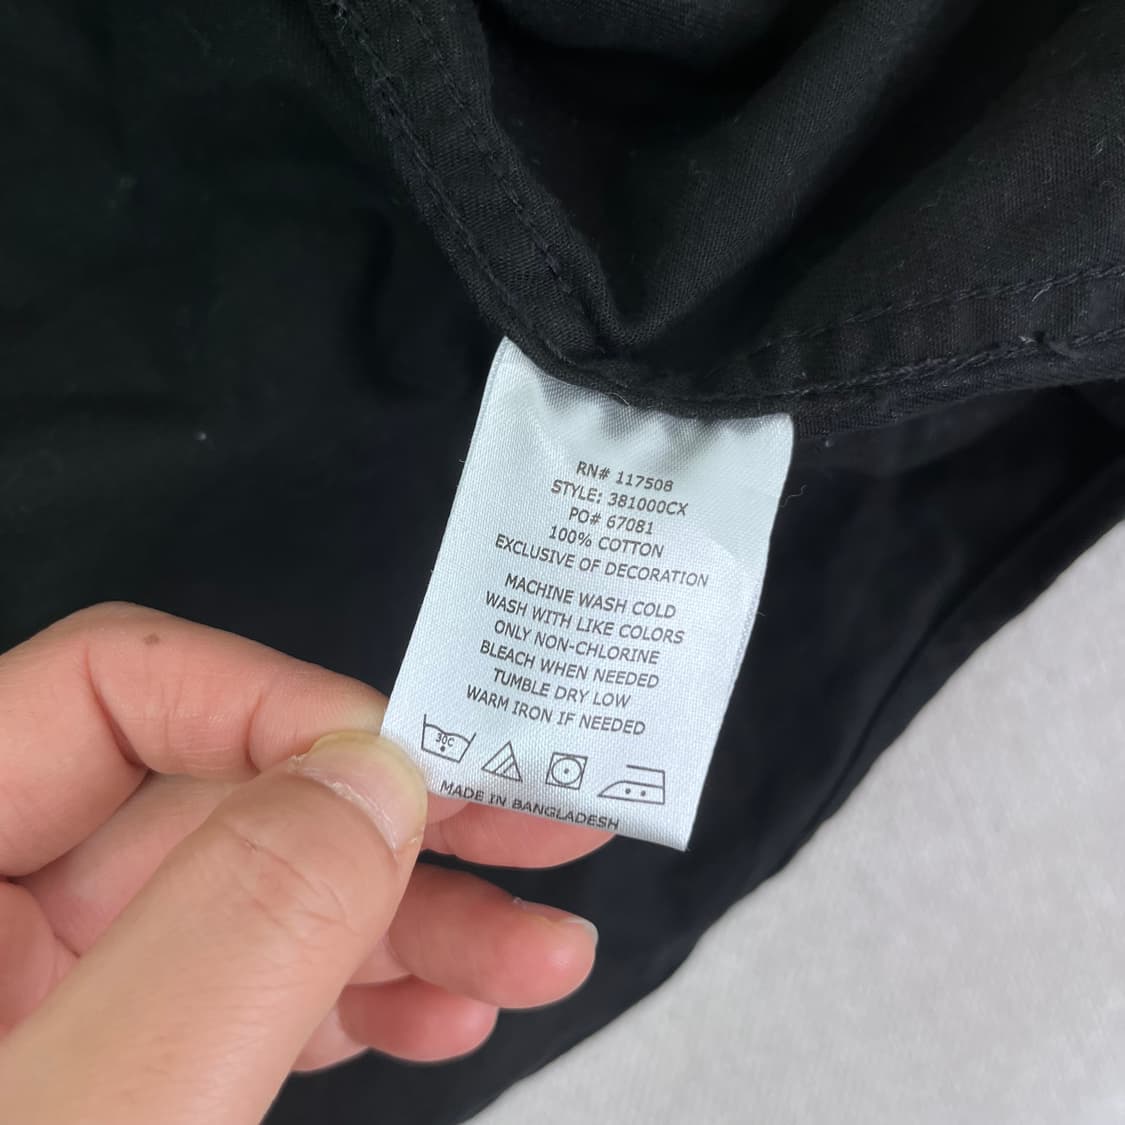 RN# 117508
STYLE: 381000CX
PO# 67081
100% COTTON
EXCLUSIVE OF DECORATION
MACHINE WASH COLD
WASH WITH LIKE COLORS
ONLY NON-CHLORINE
BLEACH WHEN NEEDED
TUMBLE DRY LOW
WARM IRON IF NEEDED
30C
MADE IN BANGLADESH